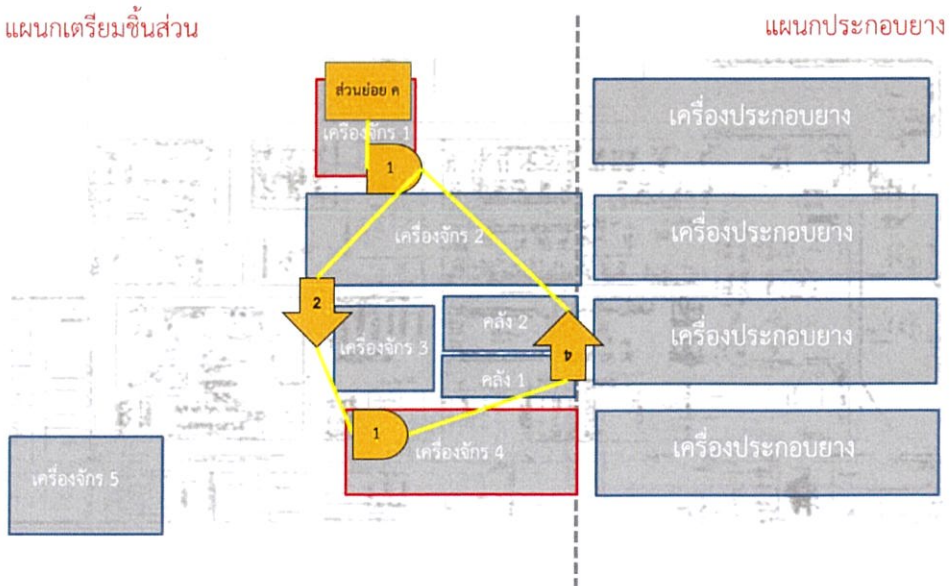 แผนกเตรียมชิ้นส่วน
แผนกประกอบยาง
ส่วนย่อย ค
เครื่องจักร 1
1
เครื่องประกอบยาง
เครื่องจักร 2
เครื่องประกอบยาง
2
เครื่องจักร 3
คลัง 2
คลัง 1
4
เครื่องประกอบยาง
1
เครื่องจักร 4
เครื่องประกอบยาง
เครื่องจักร 5